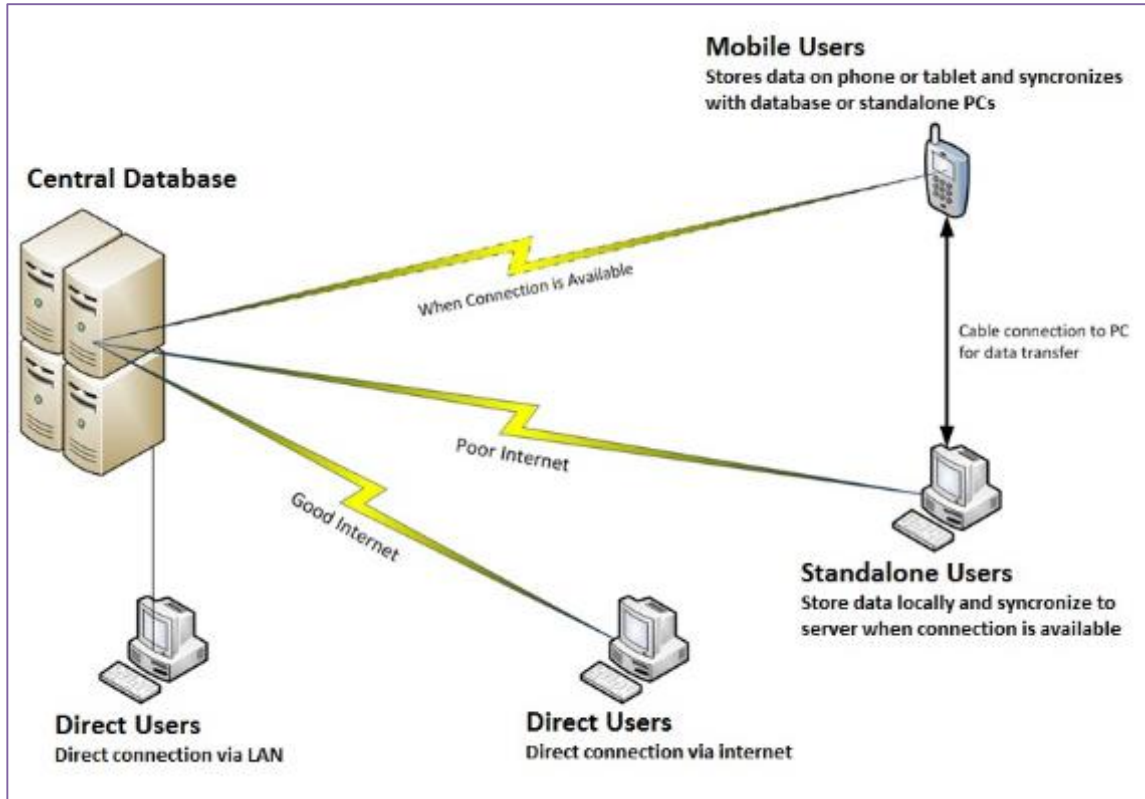 Mobile Users
Stores data on phone or tablet and syncronizes
with database or standalone PCs
Central Database
When Connection is Available
Cable connection to PC
for data transfer
Poor Internet
Good Internet
Standalone Users
Store data locally and syncronize to
server when connection is available
Direct Users
Direct connection via LAN
Direct Users
Direct connection via internet